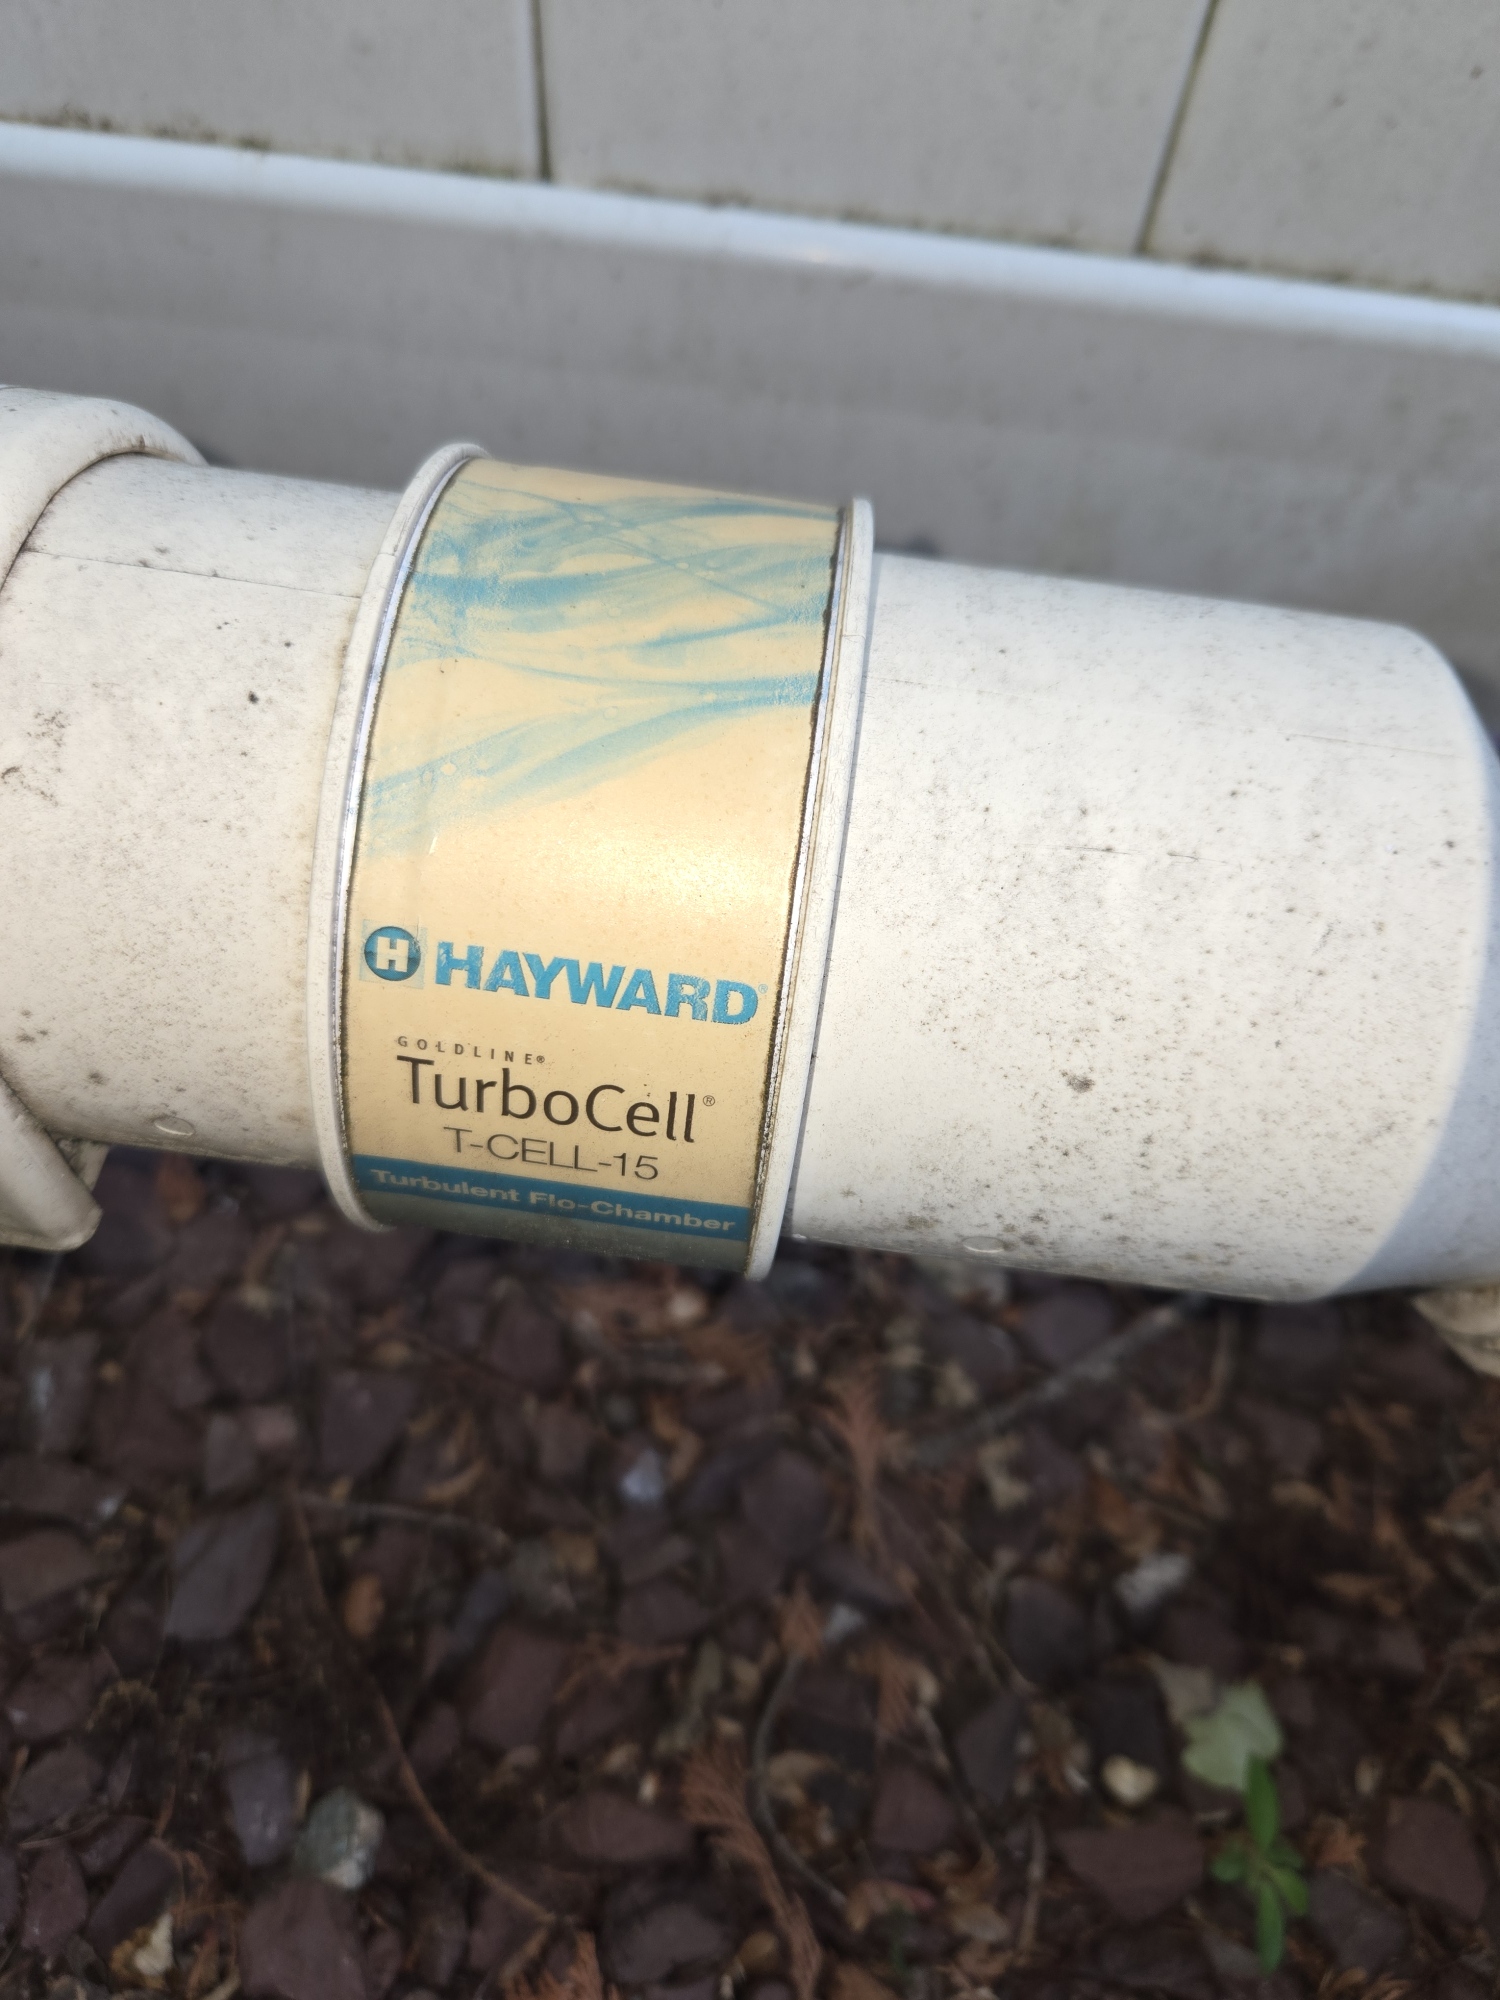 H HAYWARD®
GOLDLINE®
TurboCell®
T-CELL-15
Turbulent Flo-Chamber